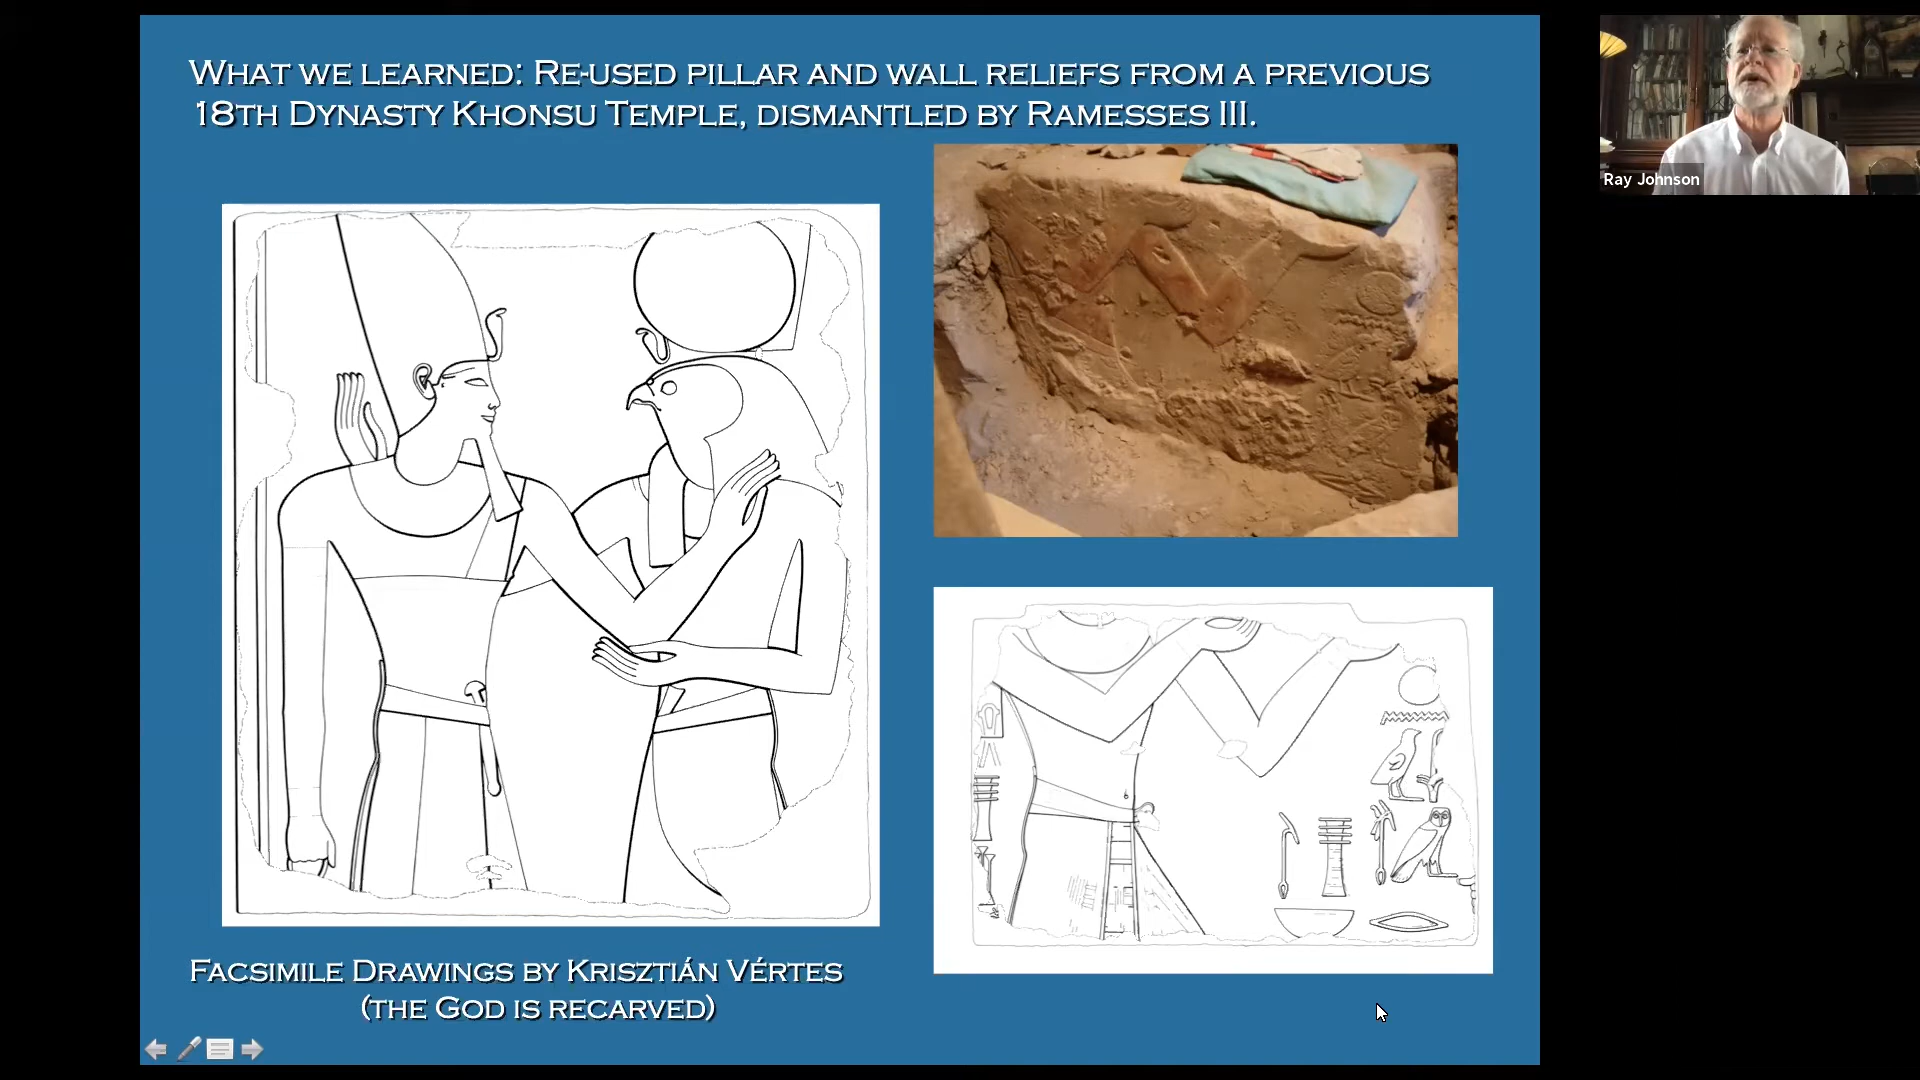 What we learned: Re-used pillar and wall reliefs from a previous
18th Dynasty Khonsu Temple, dismantled by Ramesses III.
Ray Johnson
Facsimile Drawings by Krisztián Vértes
(the God is recarved)